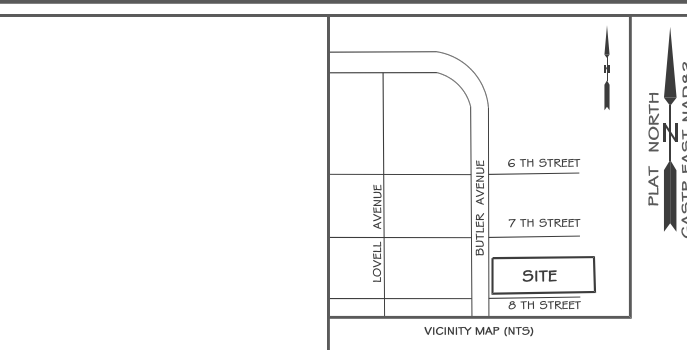 6 TH STREET
7 TH STREET
8 TH STREET
LOVELL AVENUE
BUTLER AVENUE
SITE
VICINITY MAP (NTS)
N
N
PLAT NORTH